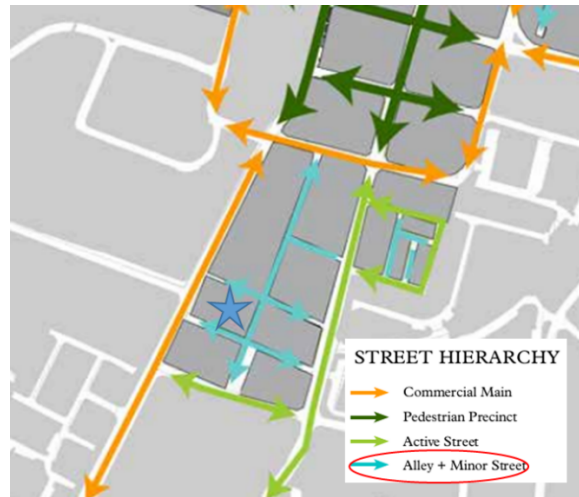 STREET HIERARCHY
Commercial Main
Pedestrian Precinct
Active Street
Alley + Minor Street